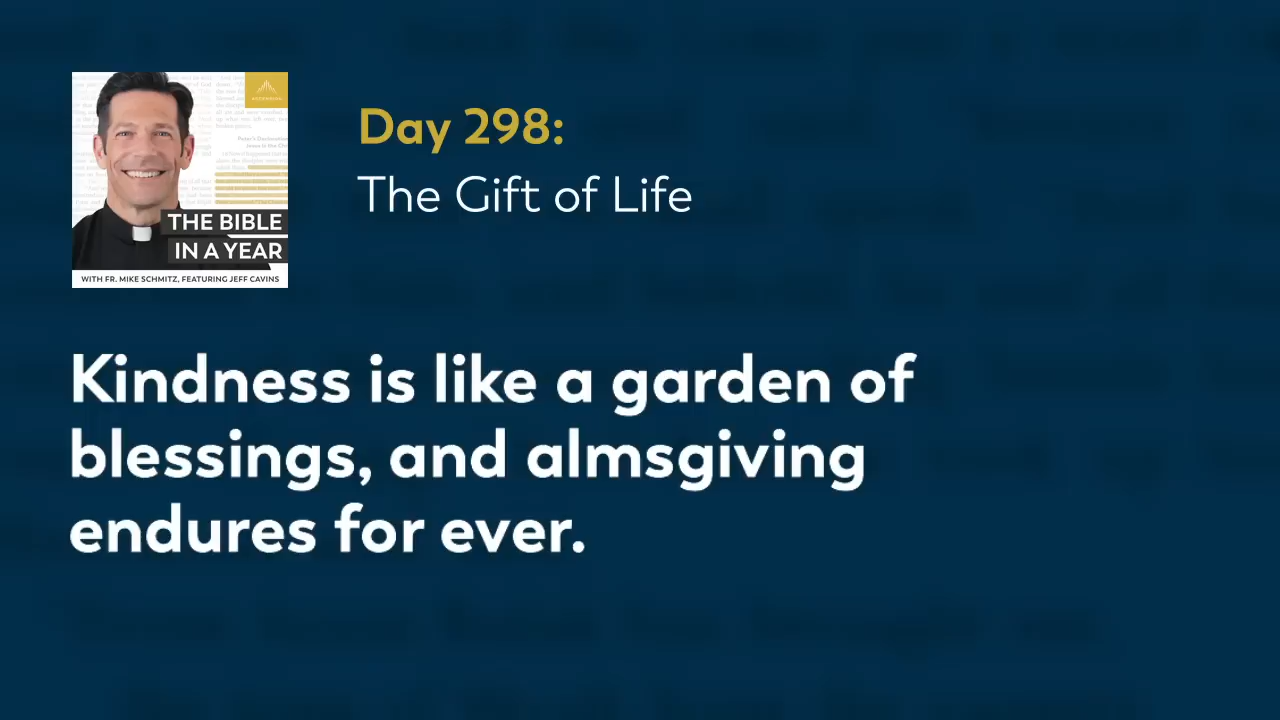 Day 298:
The Gift of Life
THE BIBLE
IN A YEAR
WITH FR. MIKE SCHMITZ, FEATURING JEFF CAVINS
Kindness is like a garden of
blessings, and almsgiving
endures for ever.